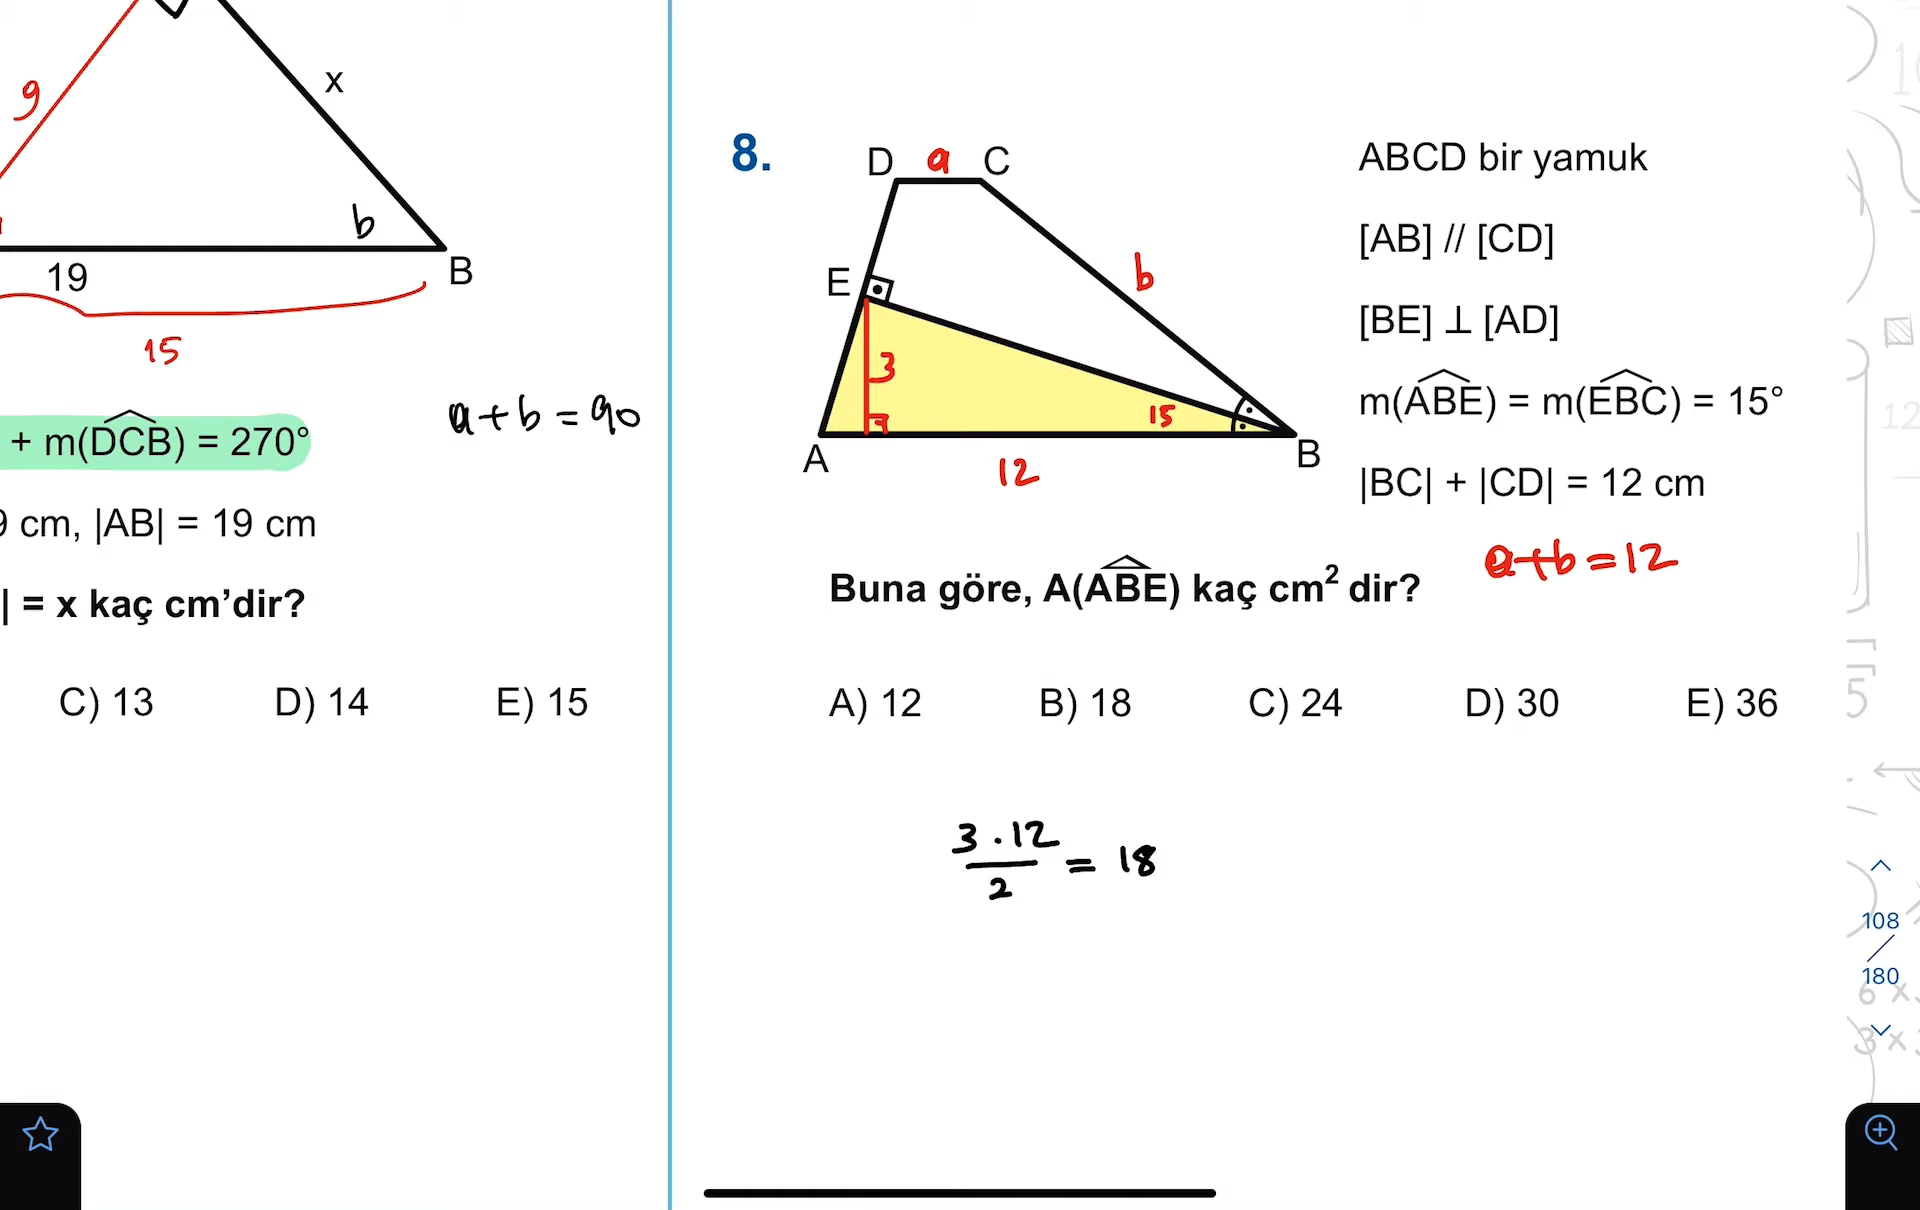 9
x
b
19
B
15
a+b=90
+ m(DCB) = 270°
9 cm, |AB| = 19 cm
| = x kaç cm'dir?
C) 13 D) 14 E) 15
8.
D a C
E
b
3
15
A
12
B
ABCD bir yamuk
[AB] // [CD]
[BE] ⊥ [AD]
m(ABE) = m(EBC) = 15°
|BC| + |CD| = 12 cm
a+b=12
Buna göre, A(ABE) kaç cm² dir?
A) 12 B) 18 C) 24 D) 30 E) 36
3 . 12
2
= 18
108
180